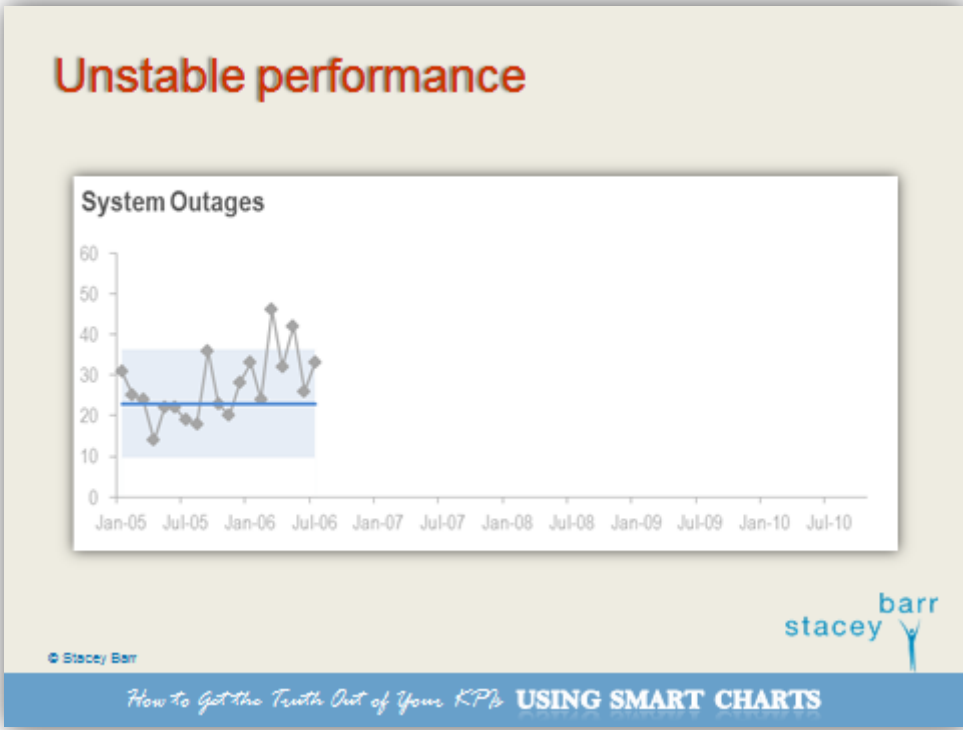 Unstable performance
System Outages
60
50
40
30
20
10
0
Jan-05 Jul-05 Jan-06 Jul-06 Jan-07 Jul-07 Jan-08 Jul-08 Jan-09 Jul-09 Jan-10 Jul-10
barr
stacey
© Stacey Barr
How to Get the Truth Out of Your KPIs USING SMART CHARTS